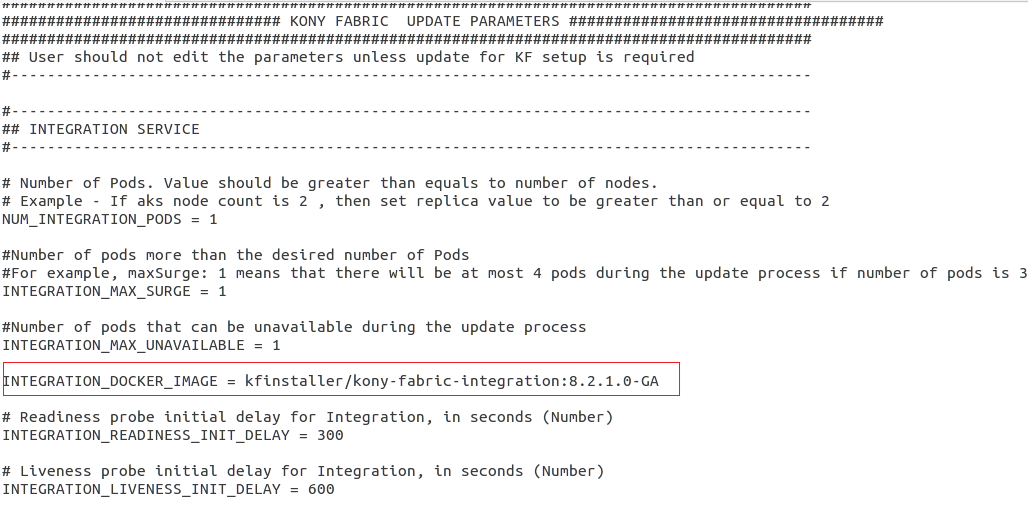 ##########################################################################################
############################### KONY FABRIC  UPDATE PARAMETERS ###################################
##########################################################################################
## User should not edit the parameters unless update for KF setup is required
#-----------------------------------------------------------------------------------------
#-----------------------------------------------------------------------------------------
## INTEGRATION SERVICE
#-----------------------------------------------------------------------------------------
# Number of Pods. Value should be greater than equals to number of nodes.
# Example - If aks node count is 2 , then set replica value to be greater than or equal to 2
NUM_INTEGRATION_PODS = 1
#Number of pods more than the desired number of Pods
#For example, maxSurge: 1 means that there will be at most 4 pods during the update process if number of pods is 3
INTEGRATION_MAX_SURGE = 1
#Number of pods that can be unavailable during the update process
INTEGRATION_MAX_UNAVAILABLE = 1
INTEGRATION_DOCKER_IMAGE = kfinstaller/kony-fabric-integration:8.2.1.0-GA
# Readiness probe initial delay for Integration, in seconds (Number)
INTEGRATION_READINESS_INIT_DELAY = 300
# Liveness probe initial delay for Integration, in seconds (Number)
INTEGRATION_LIVENESS_INIT_DELAY = 600